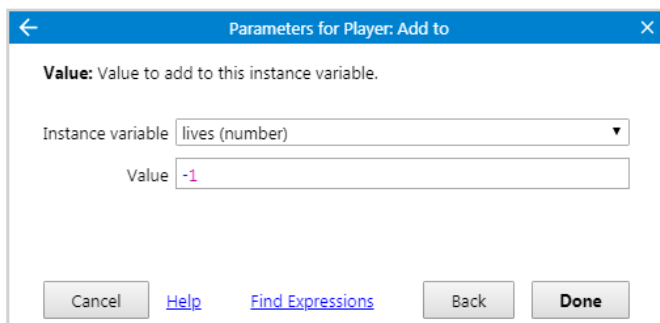 Parameters for Player: Add to
Value: Value to add to this instance variable.
Instance variable lives (number)
Value -1
Cancel Help Find Expressions Back Done